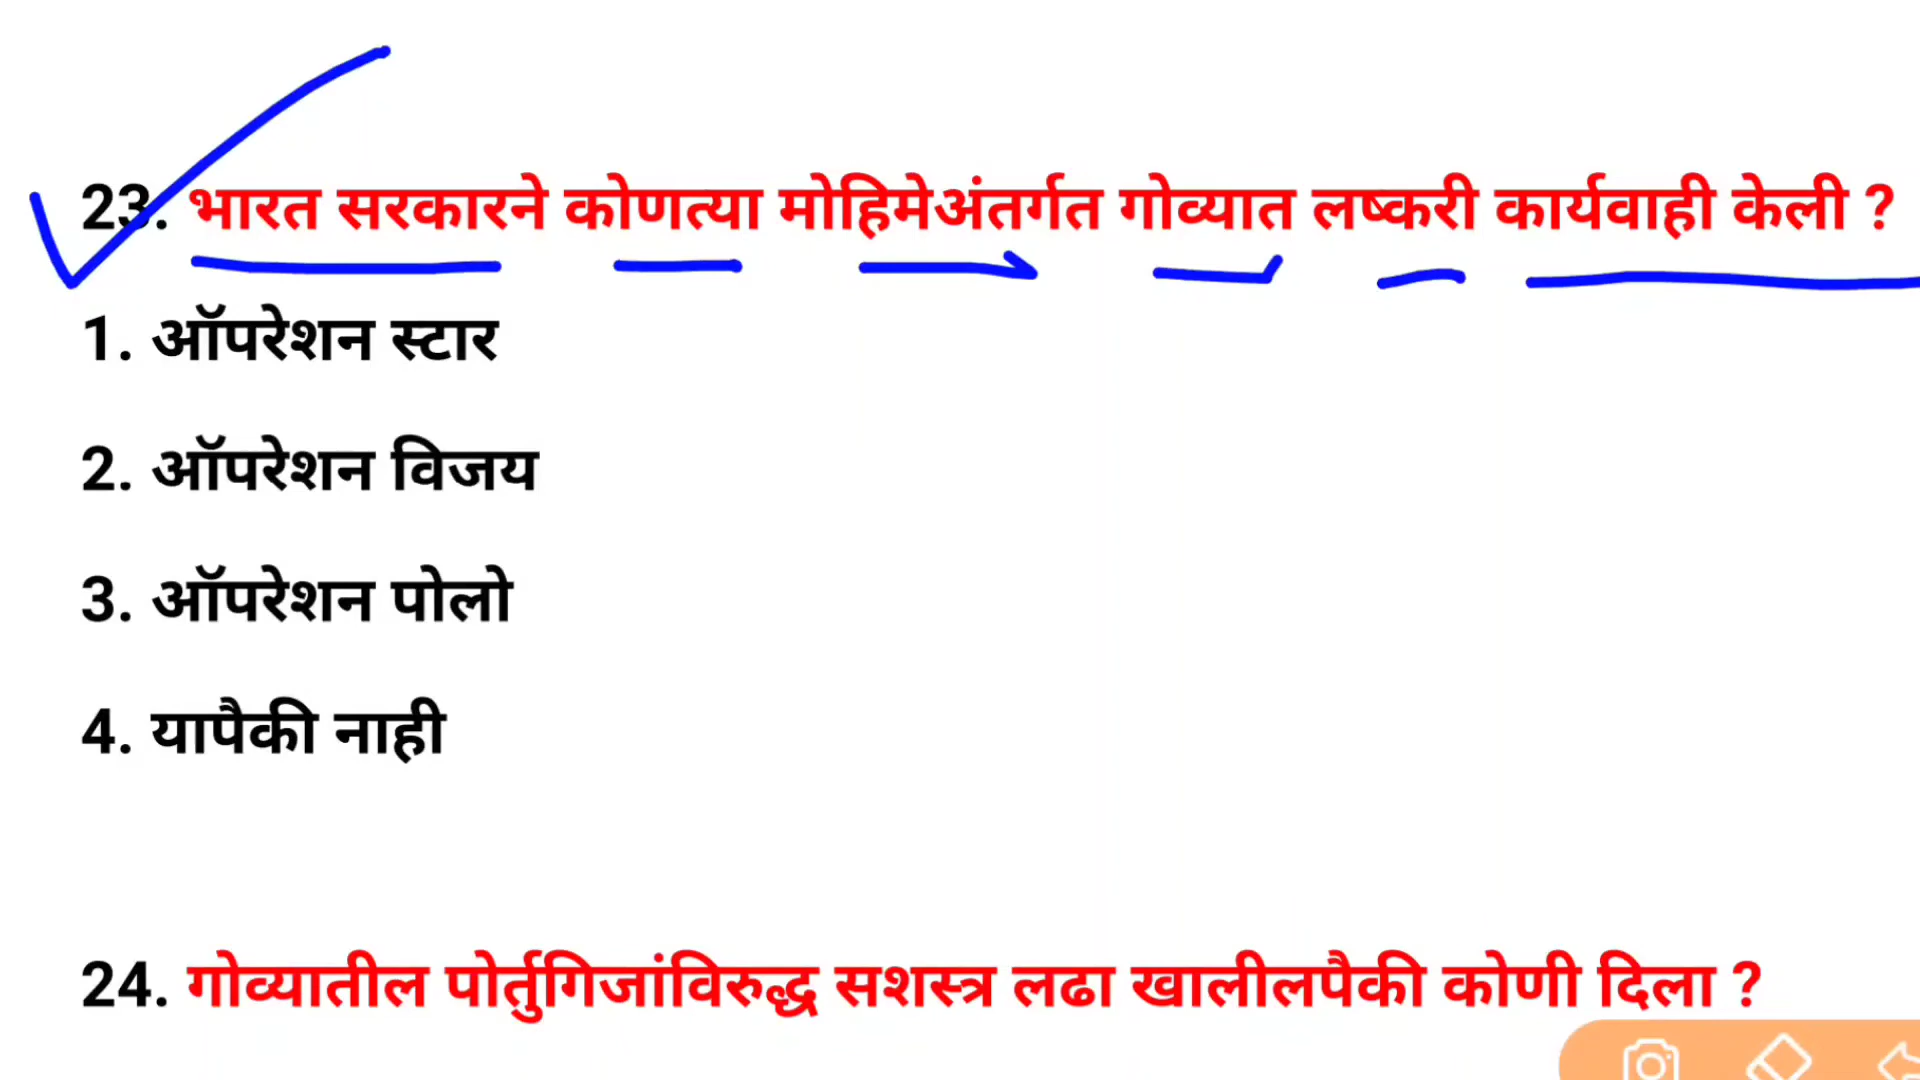 23. भारत सरकारने कोणत्या मोहिमेअंतर्गत गोव्यात लष्करी कार्यवाही केली ?
1. ऑपरेशन स्टार
2. ऑपरेशन विजय
3. ऑपरेशन पोलो
4. यापैकी नाही
24. गोव्यातील पोर्तुगिजांविरुद्ध सशस्त्र लढा खालीलपैकी कोणी दिला ?